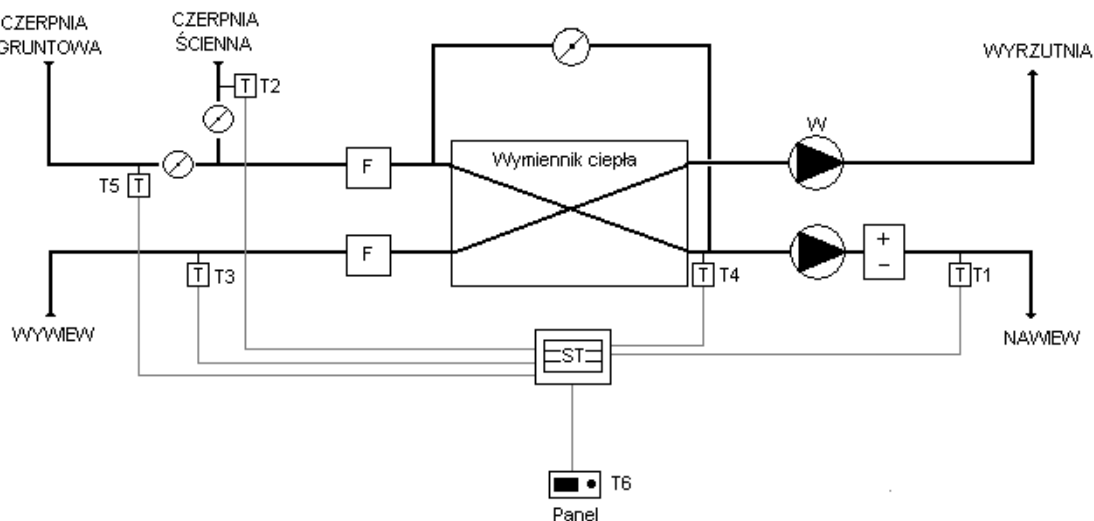 CZERPNIA
GRUNTOWA
CZERPNIA
ŚCIENNA
WYRZUTNIA
T T2
W
Wymiennik ciepła
F
T5 T
F
T T3
T T4
+
−
T T1
WYWIEW
NAWIEW
ST
T6
Panel